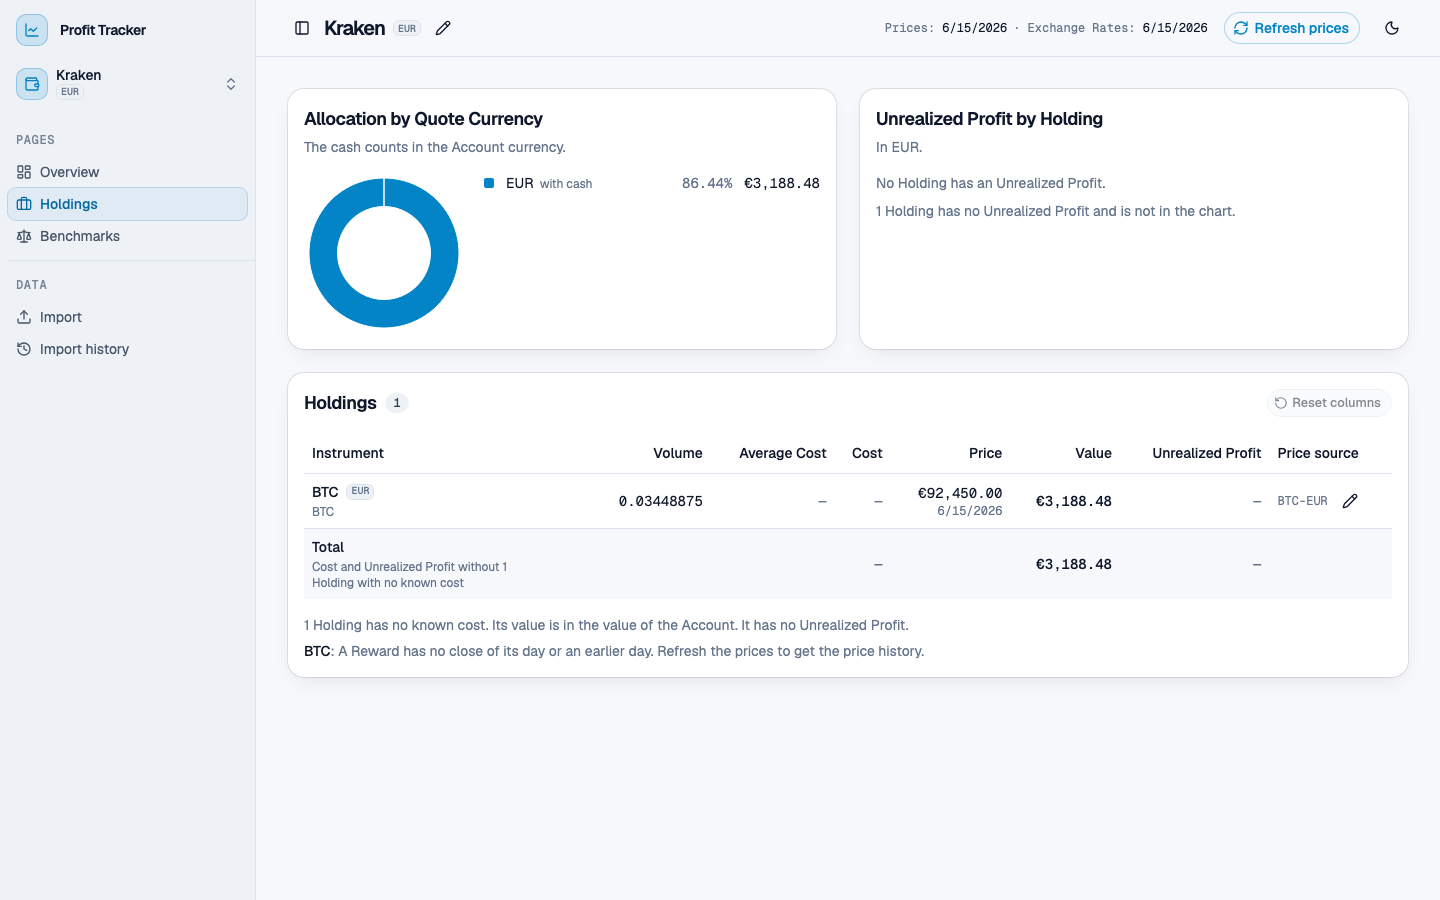 Profit Tracker
Kraken
EUR
PAGES
Overview
Holdings
Benchmarks
DATA
Import
Import history
Kraken EUR
Prices: 6/15/2026 · Exchange Rates: 6/15/2026
Refresh prices
Allocation by Quote Currency
The cash counts in the Account currency.
EUR with cash 86.44% €3,188.48
Unrealized Profit by Holding
In EUR.
No Holding has an Unrealized Profit.
1 Holding has no Unrealized Profit and is not in the chart.
Holdings 1
Reset columns
Instrument Volume Average Cost Cost Price Value Unrealized Profit Price source
BTC EUR
BTC
0.03448875 – – €92,450.00 €3,188.48 – BTC-EUR
6/15/2026
Total
Cost and Unrealized Profit without 1
Holding with no known cost
– €3,188.48 –
1 Holding has no known cost. Its value is in the value of the Account. It has no Unrealized Profit.
BTC: A Reward has no close of its day or an earlier day. Refresh the prices to get the price history.